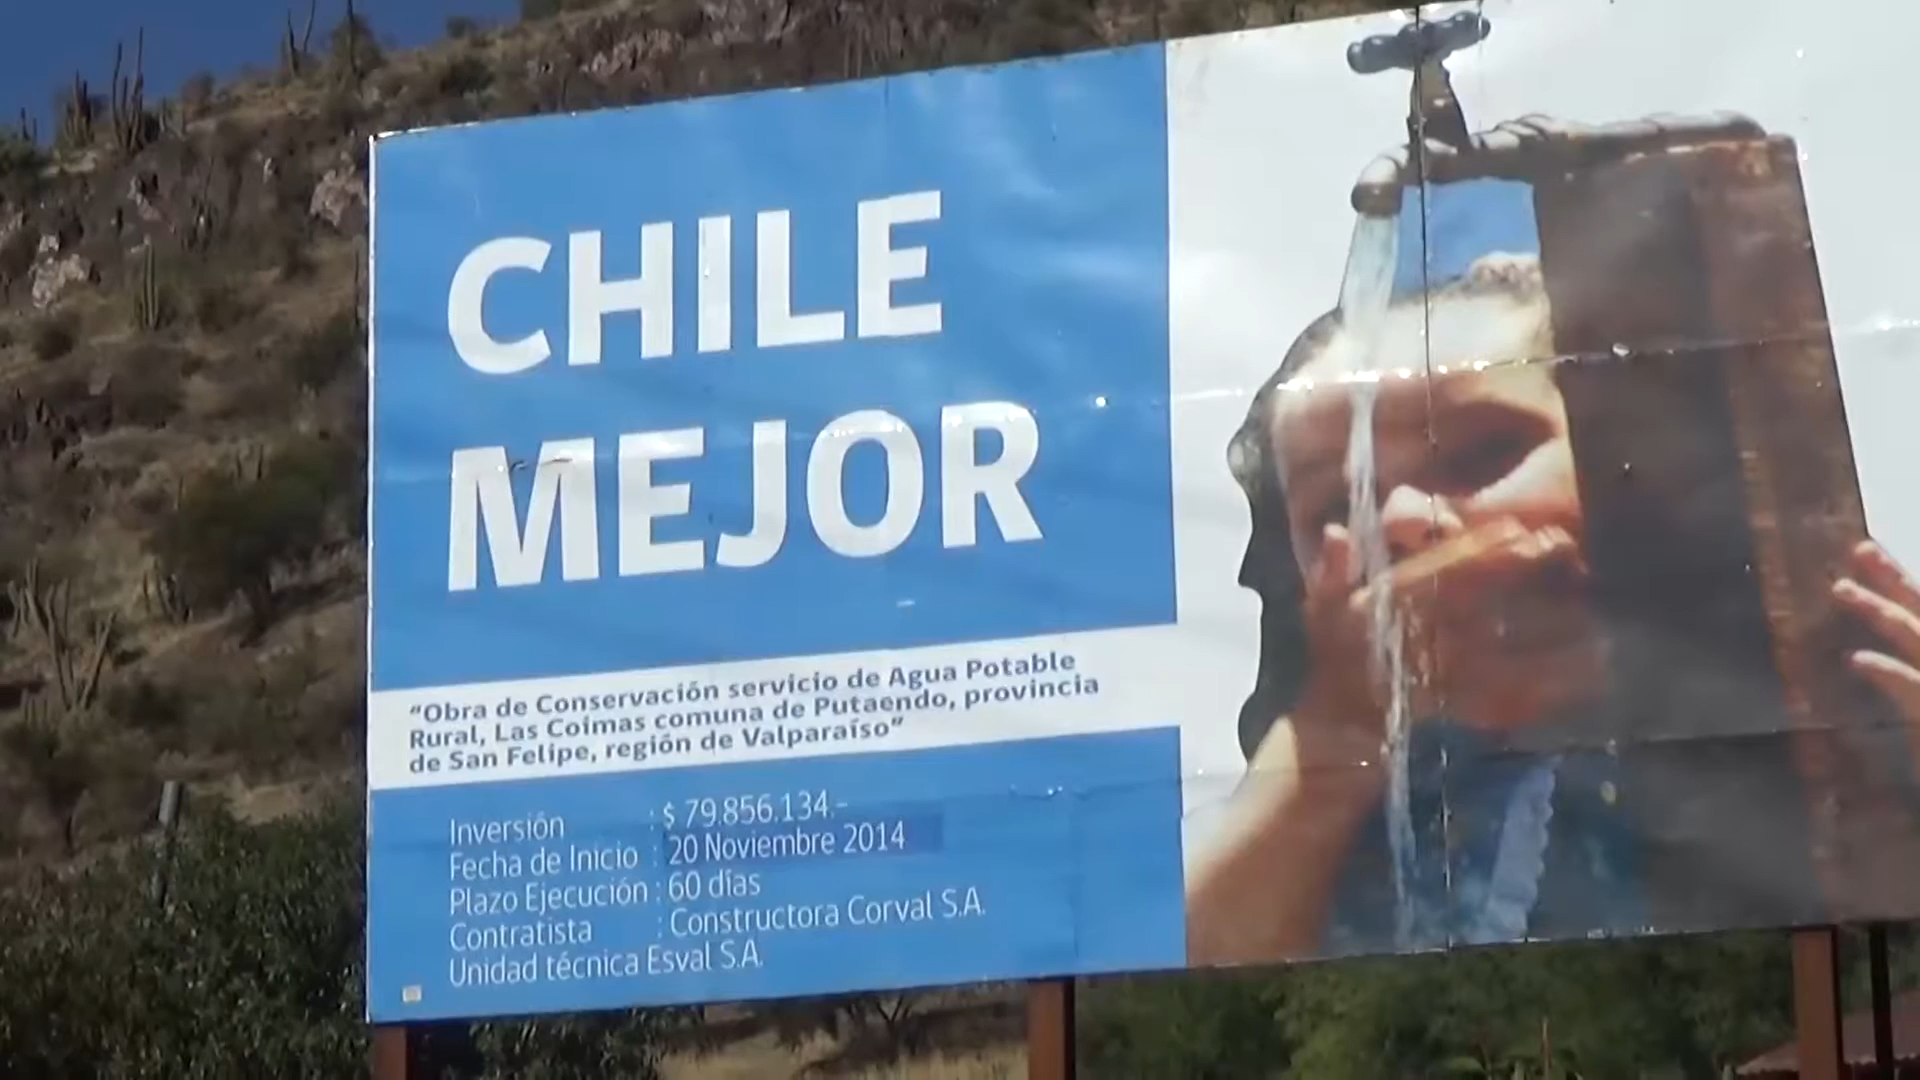 CHILE
MEJOR
“Obra de Conservación servicio de Agua Potable
Rural, Las Coimas comuna de Putaendo, provincia
de San Felipe, región de Valparaíso”
Inversión : $ 79.856.134.-
Fecha de Inicio : 20 Noviembre 2014
Plazo Ejecución : 60 días
Contratista : Constructora Corval S.A.
Unidad técnica Esval S.A.